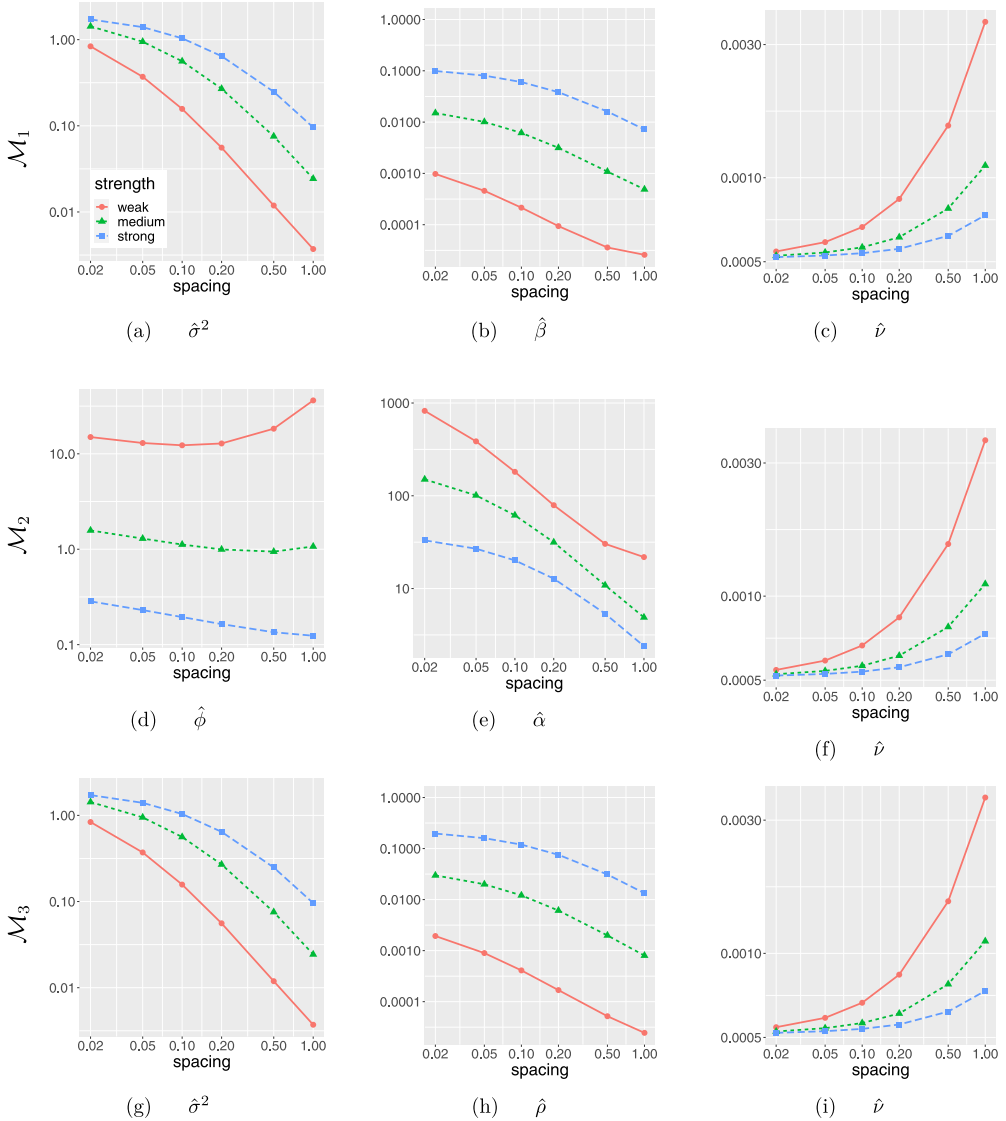 ℳ₁
1.00
0.10
0.01
strength
weak
medium
strong
0.02 0.05 0.10 0.20 0.50 1.00
spacing
(a) σ̂²
1.0000
0.1000
0.0100
0.0010
0.0001
0.02 0.05 0.10 0.20 0.50 1.00
spacing
(b) β̂
0.0030
0.0010
0.0005
0.02 0.05 0.10 0.20 0.50 1.00
spacing
(c) ν̂
ℳ₂
10.0
1.0
0.1
0.02 0.05 0.10 0.20 0.50 1.00
spacing
(d) ϕ̂
1000
100
10
0.02 0.05 0.10 0.20 0.50 1.00
spacing
(e) α̂
0.0030
0.0010
0.0005
0.02 0.05 0.10 0.20 0.50 1.00
spacing
(f) ν̂
ℳ₃
1.00
0.10
0.01
0.02 0.05 0.10 0.20 0.50 1.00
spacing
(g) σ̂²
1.0000
0.1000
0.0100
0.0010
0.0001
0.02 0.05 0.10 0.20 0.50 1.00
spacing
(h) ρ̂
0.0030
0.0010
0.0005
0.02 0.05 0.10 0.20 0.50 1.00
spacing
(i) ν̂